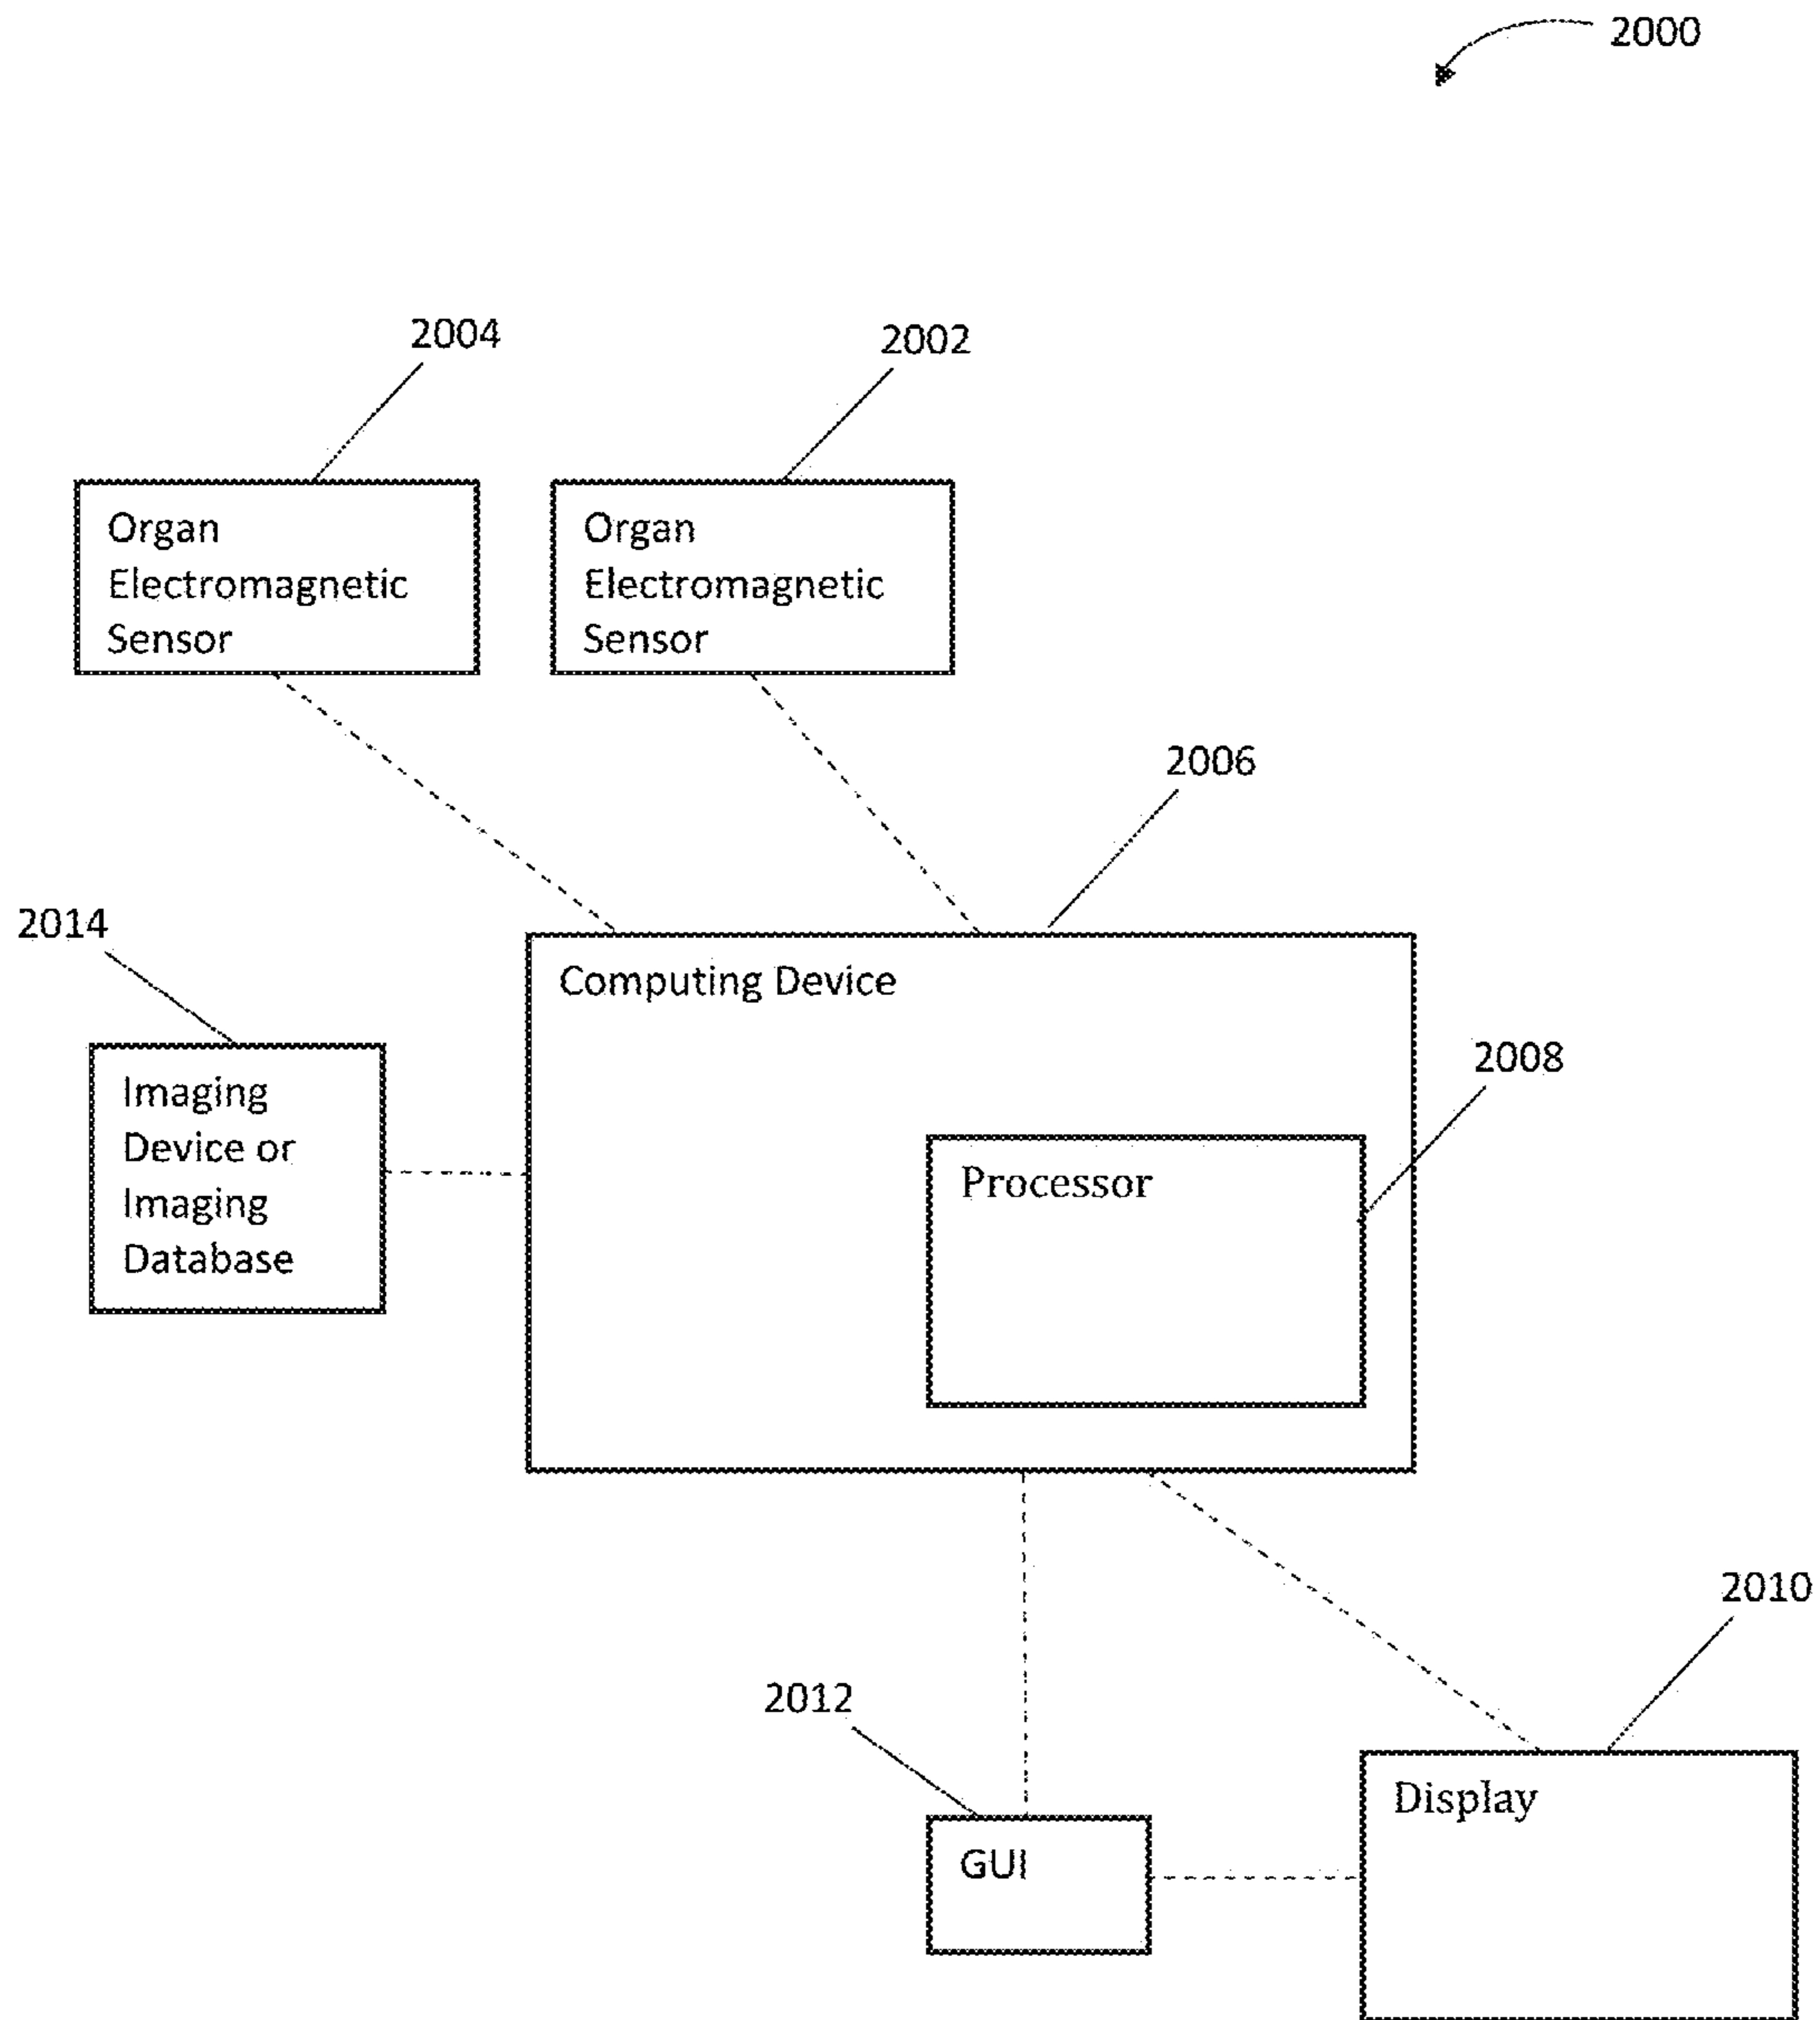 2000
2004
2002
Organ
Electromagnetic
Sensor
Organ
Electromagnetic
Sensor
2006
2014
Computing Device
2008
Imaging
Device or
Imaging
Database
Processor
2010
2012
Display
GUI